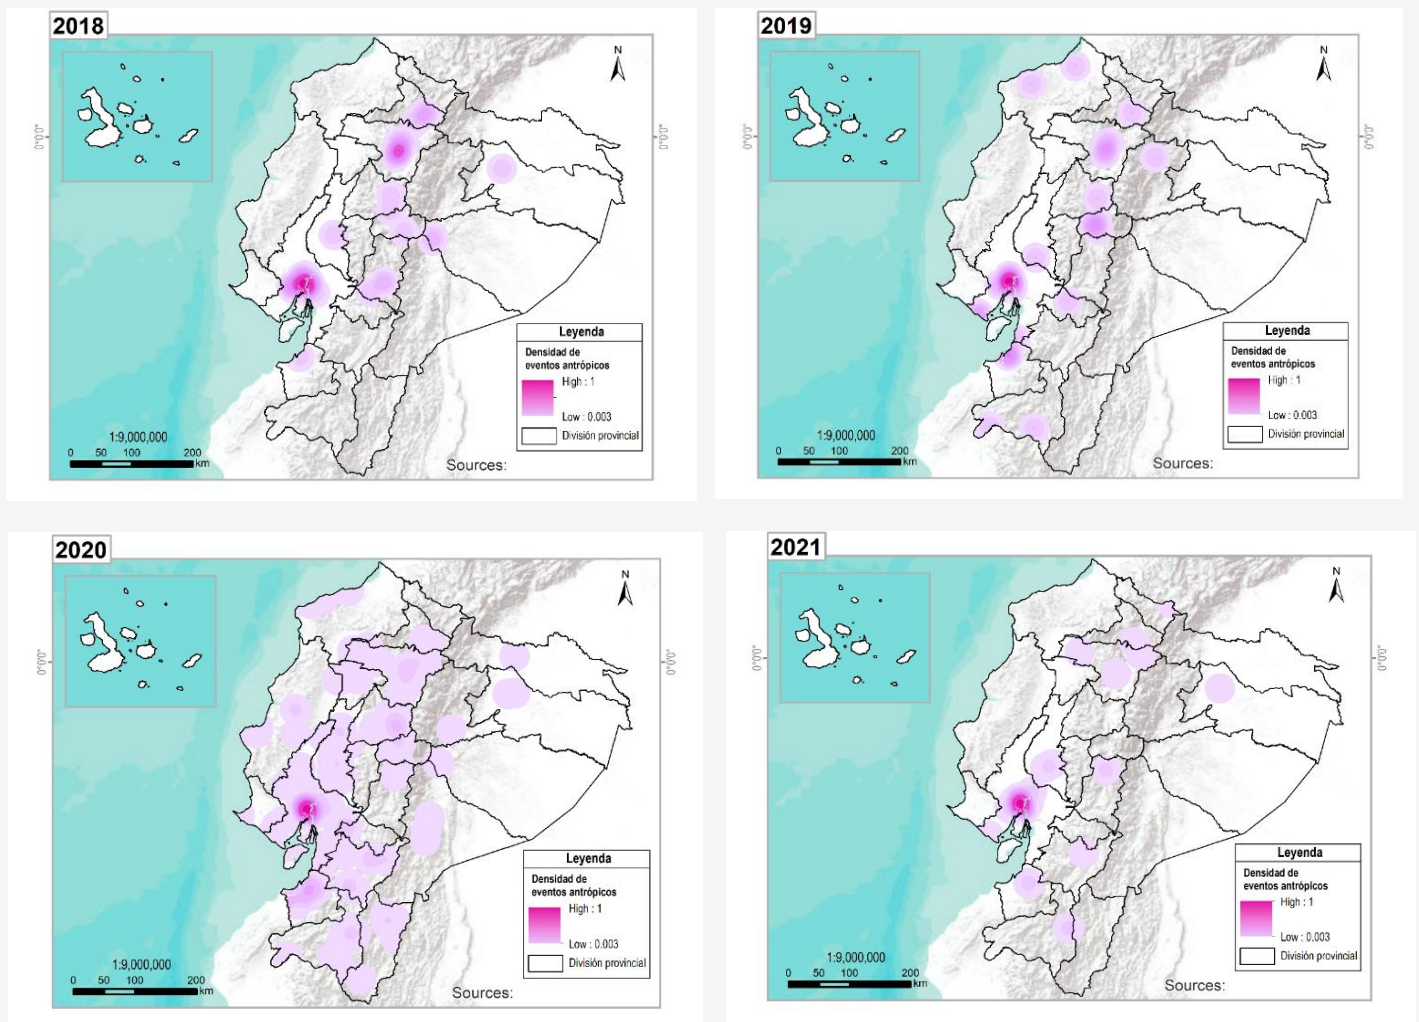 2018
N
0°0'0"
0°0'0"
Leyenda
Densidad de
eventos antrópicos
High : 1
Low : 0.003
División provincial
1:9,000,000
0 50 100 200
km
Sources:
2019
N
0°0'0"
0°0'0"
Leyenda
Densidad de
eventos antrópicos
High : 1
Low : 0.003
División provincial
1:9,000,000
0 50 100 200
km
Sources:
2020
N
0°0'0"
0°0'0"
Leyenda
Densidad de
eventos antrópicos
High : 1
Low : 0.003
División provincial
1:9,000,000
0 50 100 200
km
Sources:
2021
N
0°0'0"
0°0'0"
Leyenda
Densidad de
eventos antrópicos
High : 1
Low : 0.003
División provincial
1:9,000,000
0 50 100 200
km
Sources: